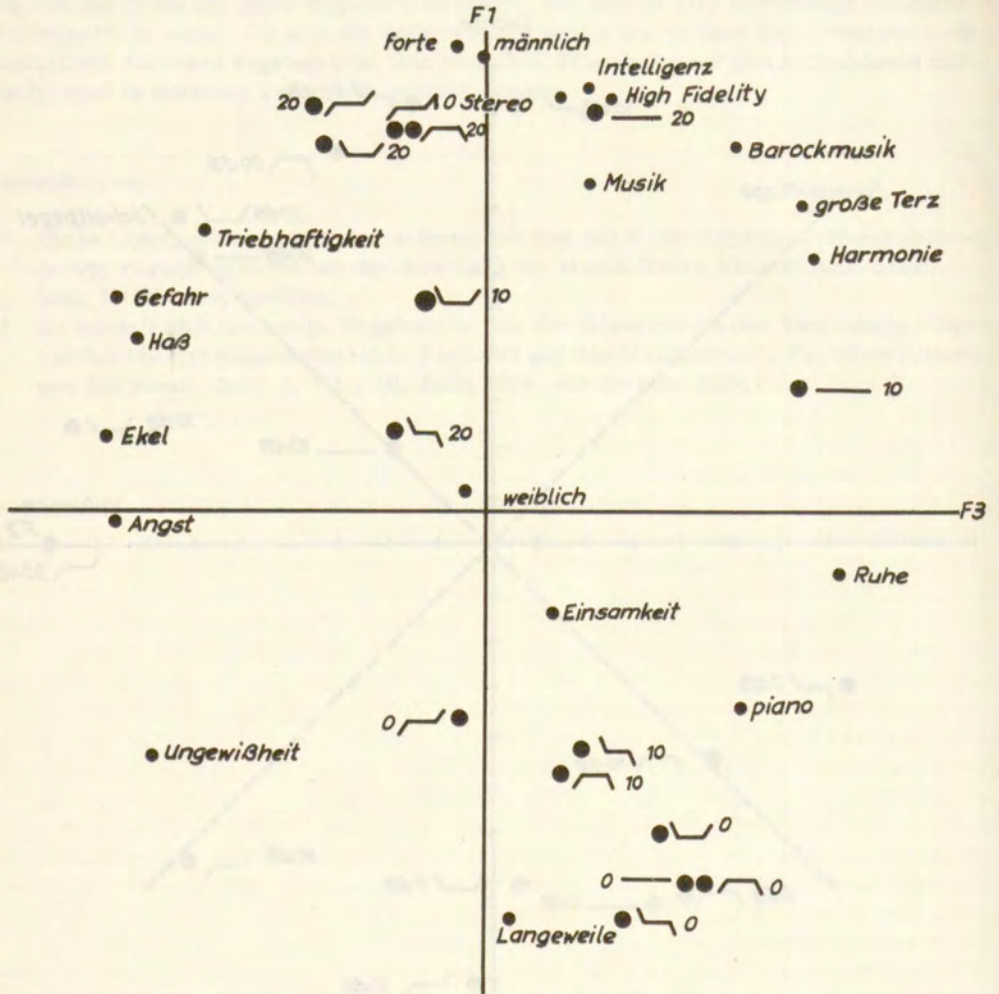 F1
forte männlich
Intelligenz
20 10 Stereo High Fidelity
20 20
20 Barockmusik
Musik
große Terz
Triebhaftigkeit
Harmonie
Gefahr 10
Haß
10
Ekel 20
weiblich
F3
Angst
Ruhe
Einsamkeit
piano
0
Ungewißheit 10
10
0
0 0
Langeweile 0